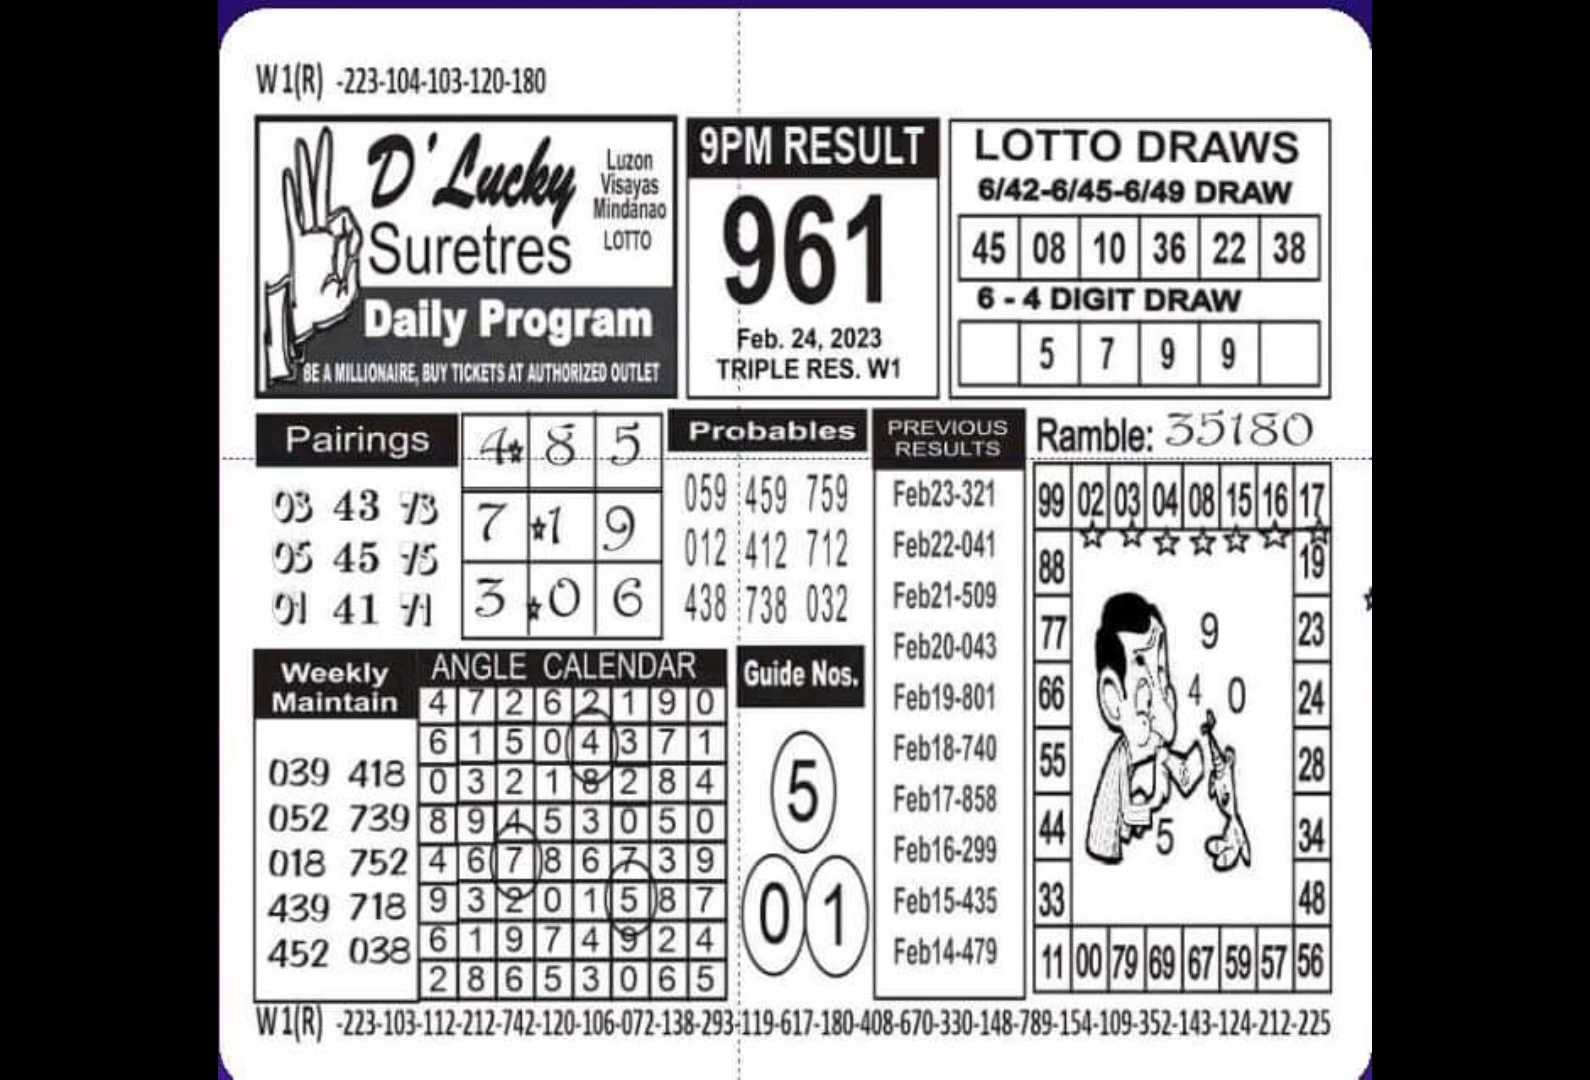 W1(R) -223-104-103-120-180
D' Lucky
Suretres
Luzon
Visayas
Mindanao
LOTTO
Daily Program
BE A MILLIONAIRE, BUY TICKETS AT AUTHORIZED OUTLET
9PM RESULT
961
Feb. 24, 2023
TRIPLE RES. W1
LOTTO DRAWS
6/42-6/45-6/49 DRAW
45 08 10 36 22 38
6 - 4 DIGIT DRAW
5 7 9 9
Pairings
03 43 73
05 45 75
01 41 71
4 8 5
7 1 9
3 0 6
Probables
059 459 759
012 412 712
438 738 032
PREVIOUS
RESULTS
Feb23-321
Feb22-041
Feb21-509
Feb20-043
Feb19-801
Feb18-740
Feb17-858
Feb16-299
Feb15-435
Feb14-479
Ramble: 35180
99 02 03 04 08 15 16 17
88 19
77 9 23
66 4 0 24
55 28
44 5 34
33 48
11 00 79 69 67 59 57 56
Weekly
Maintain
039 418
052 739
018 752
439 718
452 038
ANGLE CALENDAR
4 7 2 6 2 1 9 0
6 1 5 0 4 3 7 1
0 3 2 1 8 2 8 4
8 9 4 5 3 0 5 0
4 6 7 8 6 7 3 9
9 3 2 0 1 5 8 7
6 1 9 7 4 9 2 4
2 8 6 5 3 0 6 5
Guide Nos.
5
0 1
W1(R) -223-103-112-212-742-120-106-072-138-293-119-617-180-408-670-330-148-789-154-109-352-143-124-212-225